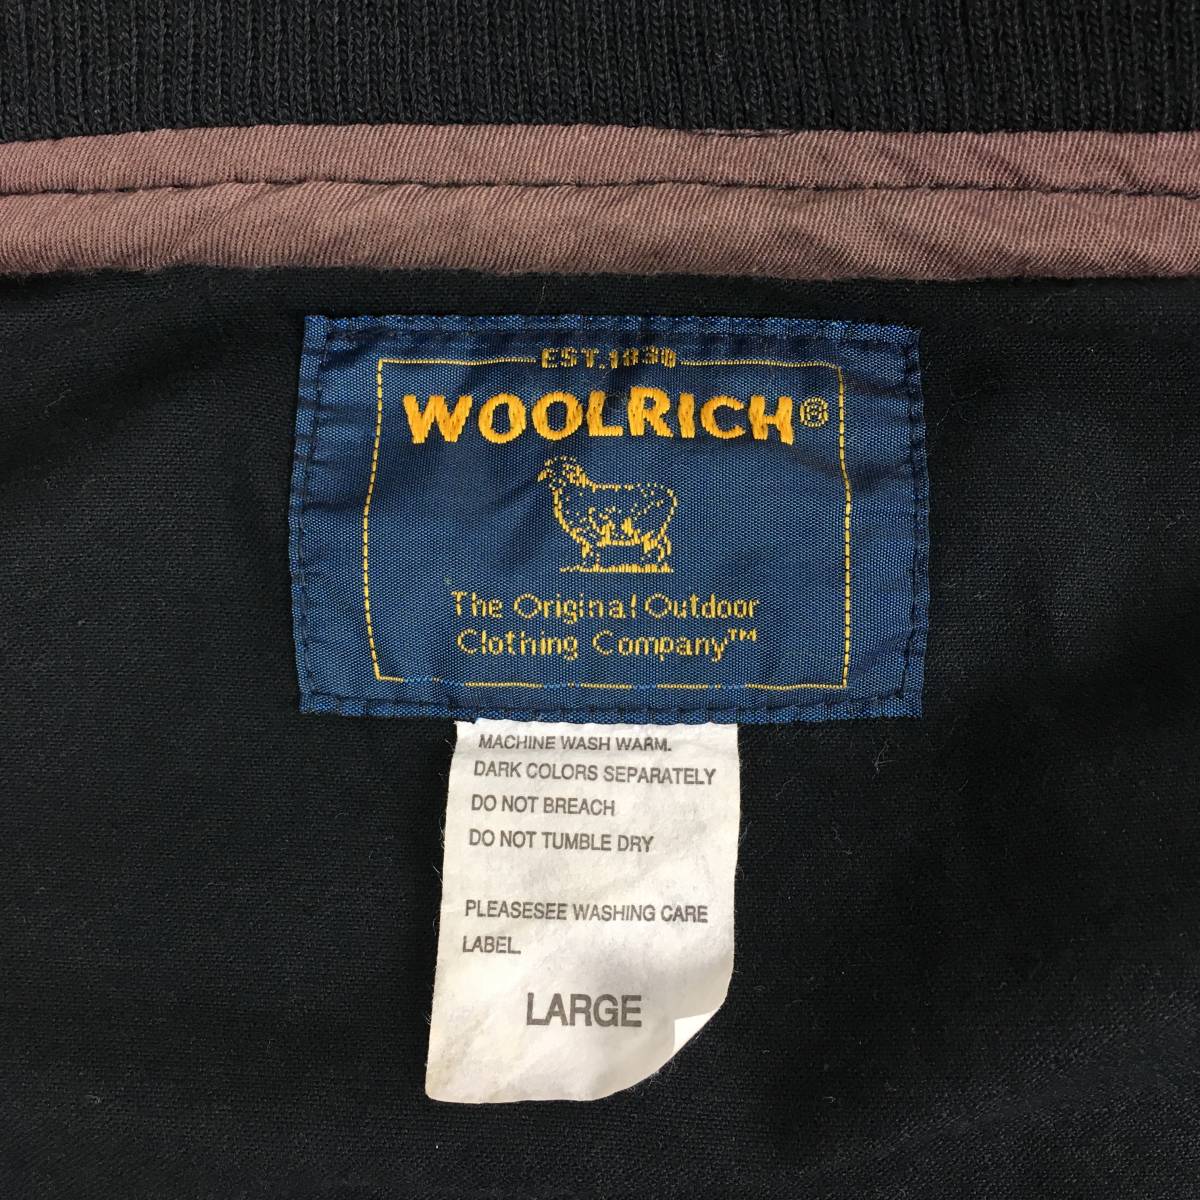 EST. 1830
WOOLRICH®
The Original Outdoor
Clothing Company™
MACHINE WASH WARM.
DARK COLORS SEPARATELY
DO NOT BREACH
DO NOT TUMBLE DRY
PLEASESEE WASHING CARE
LABEL.
LARGE